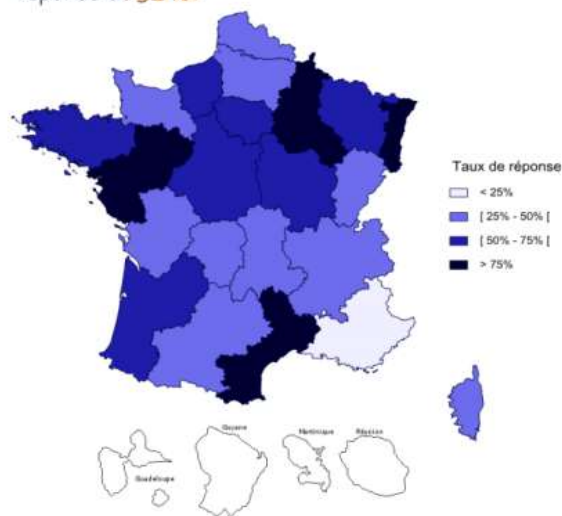 Taux de réponse
< 25%
[ 25% - 50% [
[ 50% - 75% [
> 75%
Guyane
Martinique
Réunion
Guadeloupe